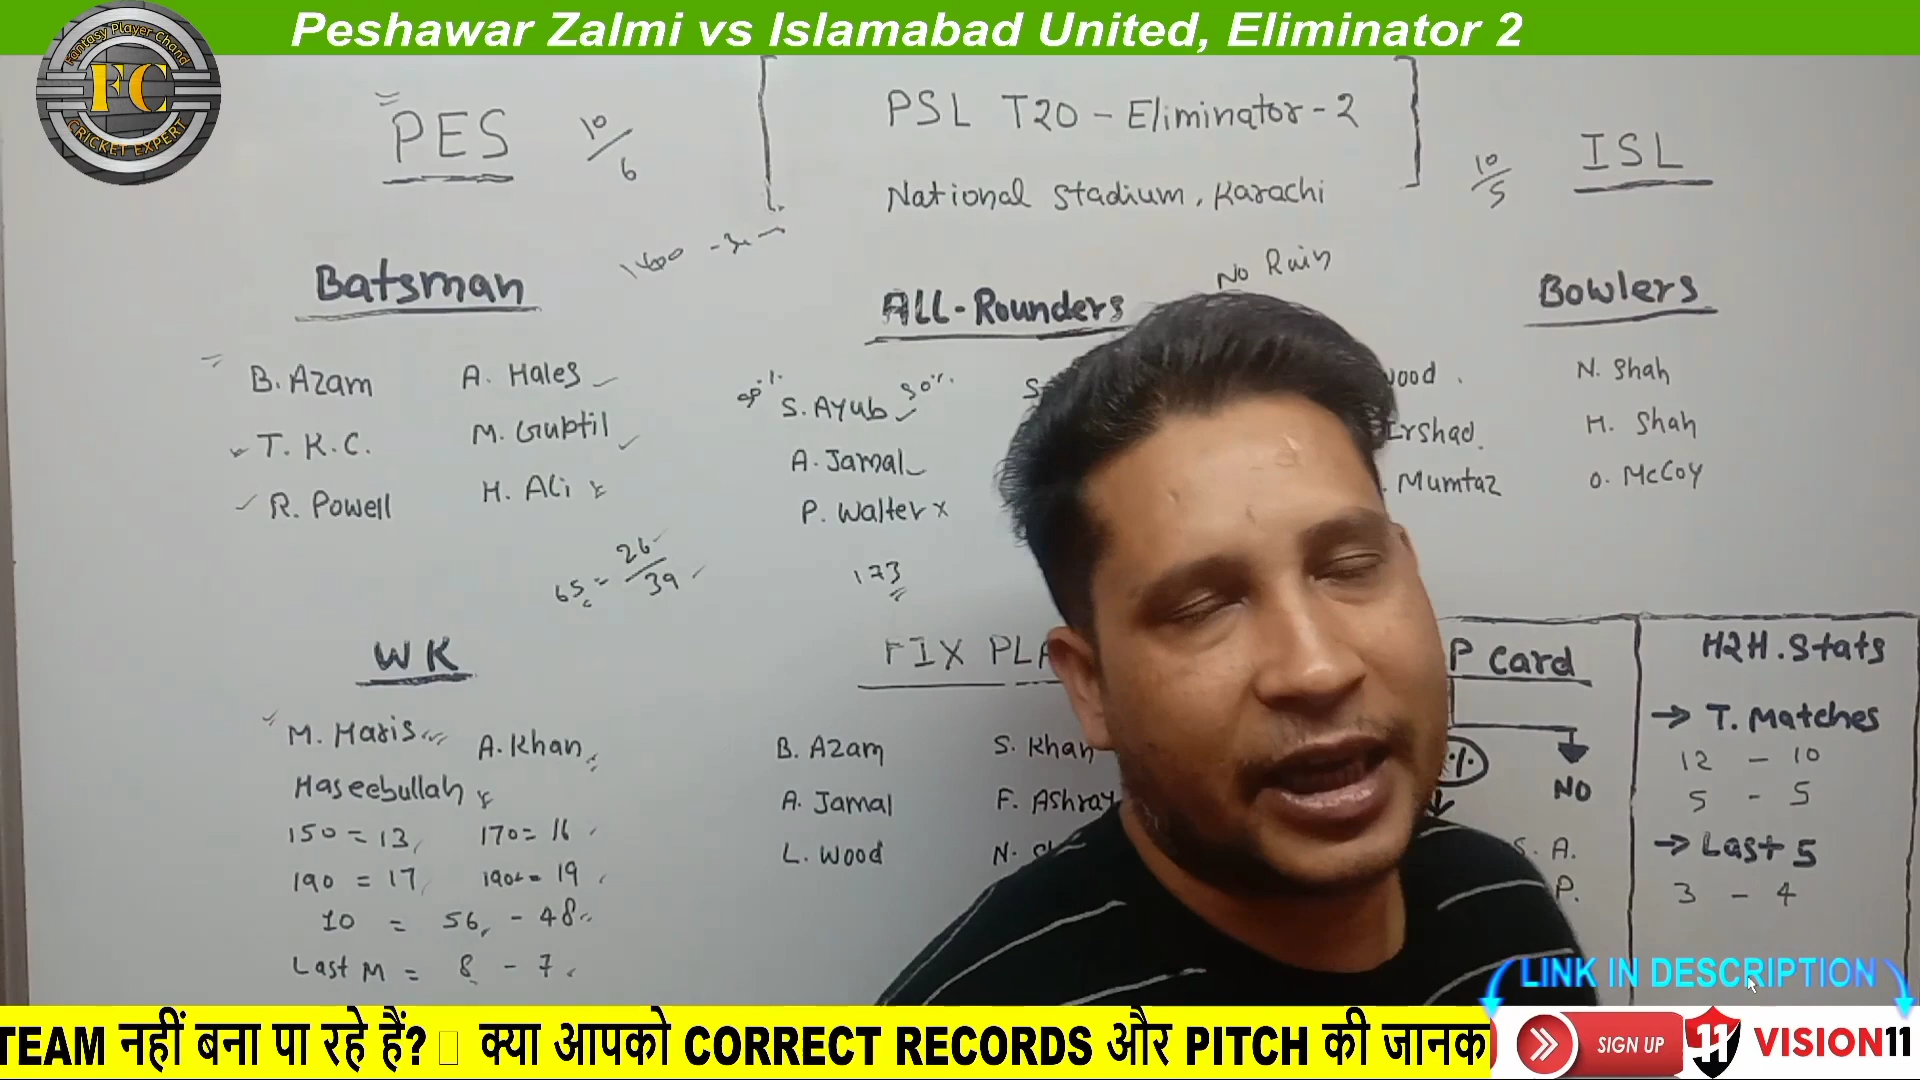 Peshawar Zalmi vs Islamabad United, Eliminator 2
Fantasy Player Chand
FC
CRICKET EXPERT
PES
10/6
PSL T20 - Eliminator - 2
National Stadium, Karachi
10/5
ISL
No Rain
Batsman
B. Azam
A. Hales
T. K. C.
M. Guptil
R. Powell
H. Ali
65 = 26/39
ALL-Rounders
S. Ayub
30%
A. Jamal
P. Walter x
173
Bowlers
N. Shah
Irshad
H. Shah
Mumtaz
O. McCoy
WK
M. Haris
A. Khan
Haseebullah
150 = 13
170 = 16
190 = 17
190+ = 19
10 = 56 - 48
Last M = 8 - 7
FIX
B. Azam
S. Khan
A. Jamal
F. Ashraf
L. Wood
N.
P Card
NO
S. A.
P.
H2H. Stats
→ T. Matches
12 - 10
5 - 5
→ Last 5
3 - 4
LINK IN DESCRIPTION
TEAM नहीं बना पा रहे हैं? क्या आपको CORRECT RECORDS और PITCH की जानक
SIGN UP
11 VISION11